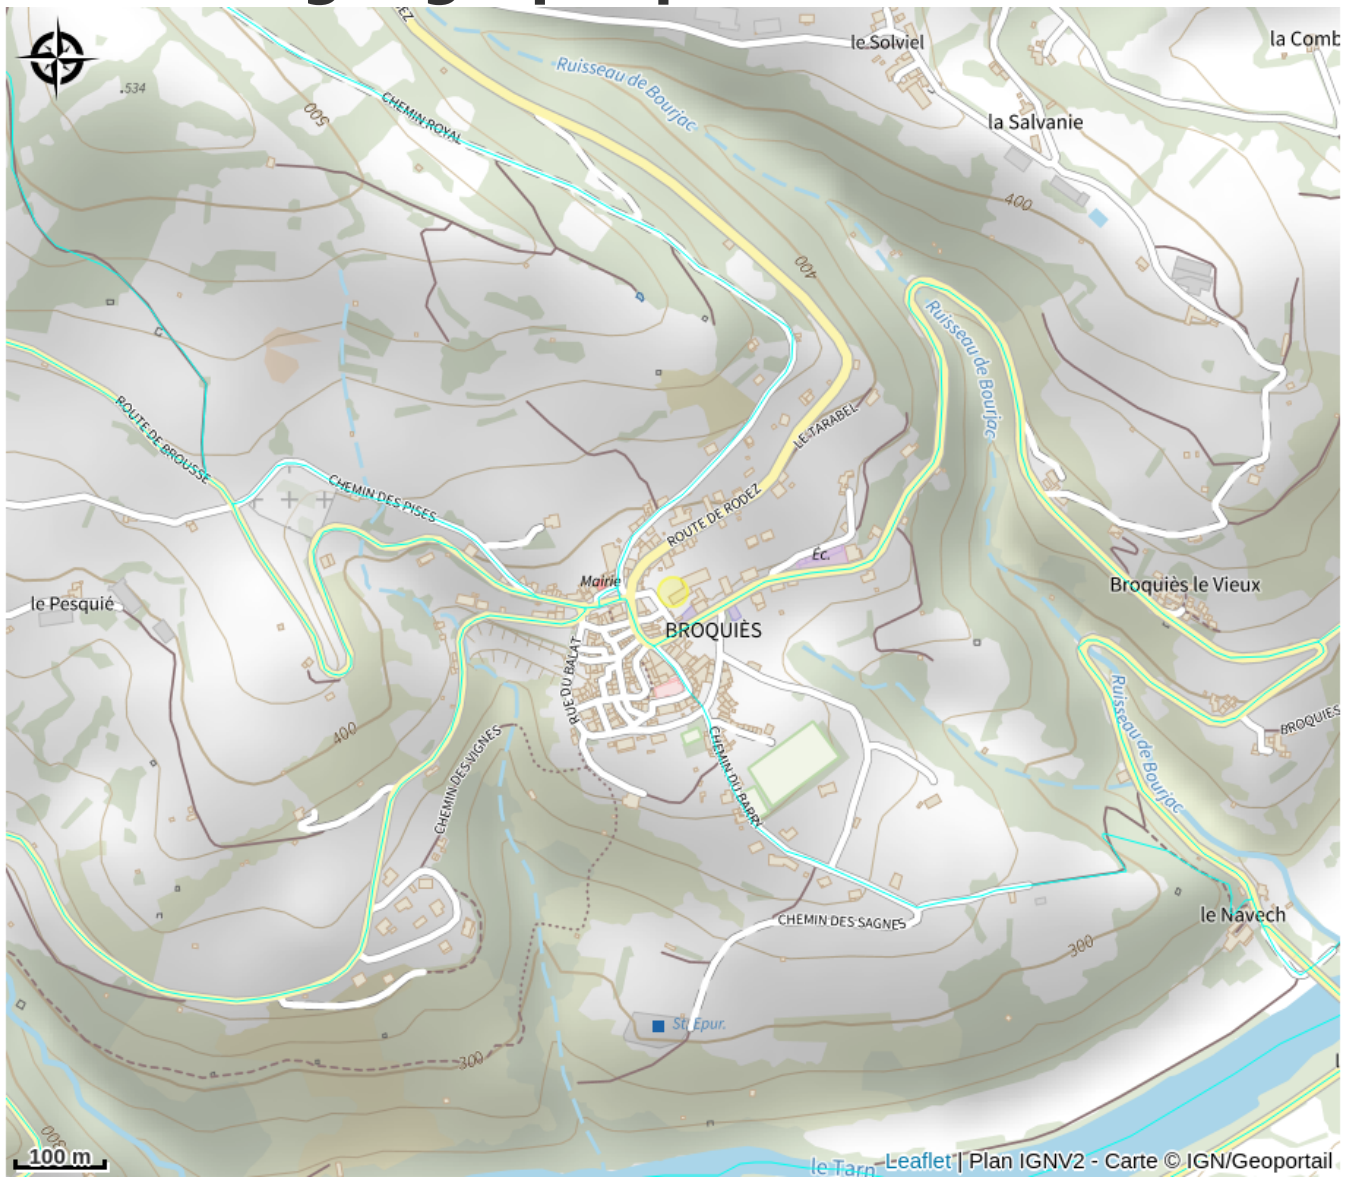 le Solviel
la Comb
Ruisseau de Bourjac
534
500
CHEMIN ROYAL
la Salvanie
400
400
Ruisseau de Bourjac
ROUTE DE BROUSSE
LE TARABEL
CHEMIN DES PISES
ROUTE DE RODEZ
Éc.
Mairie
Broquiès le Vieux
le Pesquié
BROQUIÈS
RUE DU BALAT
Ruisseau de Bourjac
BROQUIES
400
CHEMIN DES VIGNES
CHEMIN DU BARRY
le Navech
CHEMIN DES SAGNES
300
St. Epur.
300
300
100 m
le Tarn
Leaflet | Plan IGNV2 - Carte © IGN/Geoportail